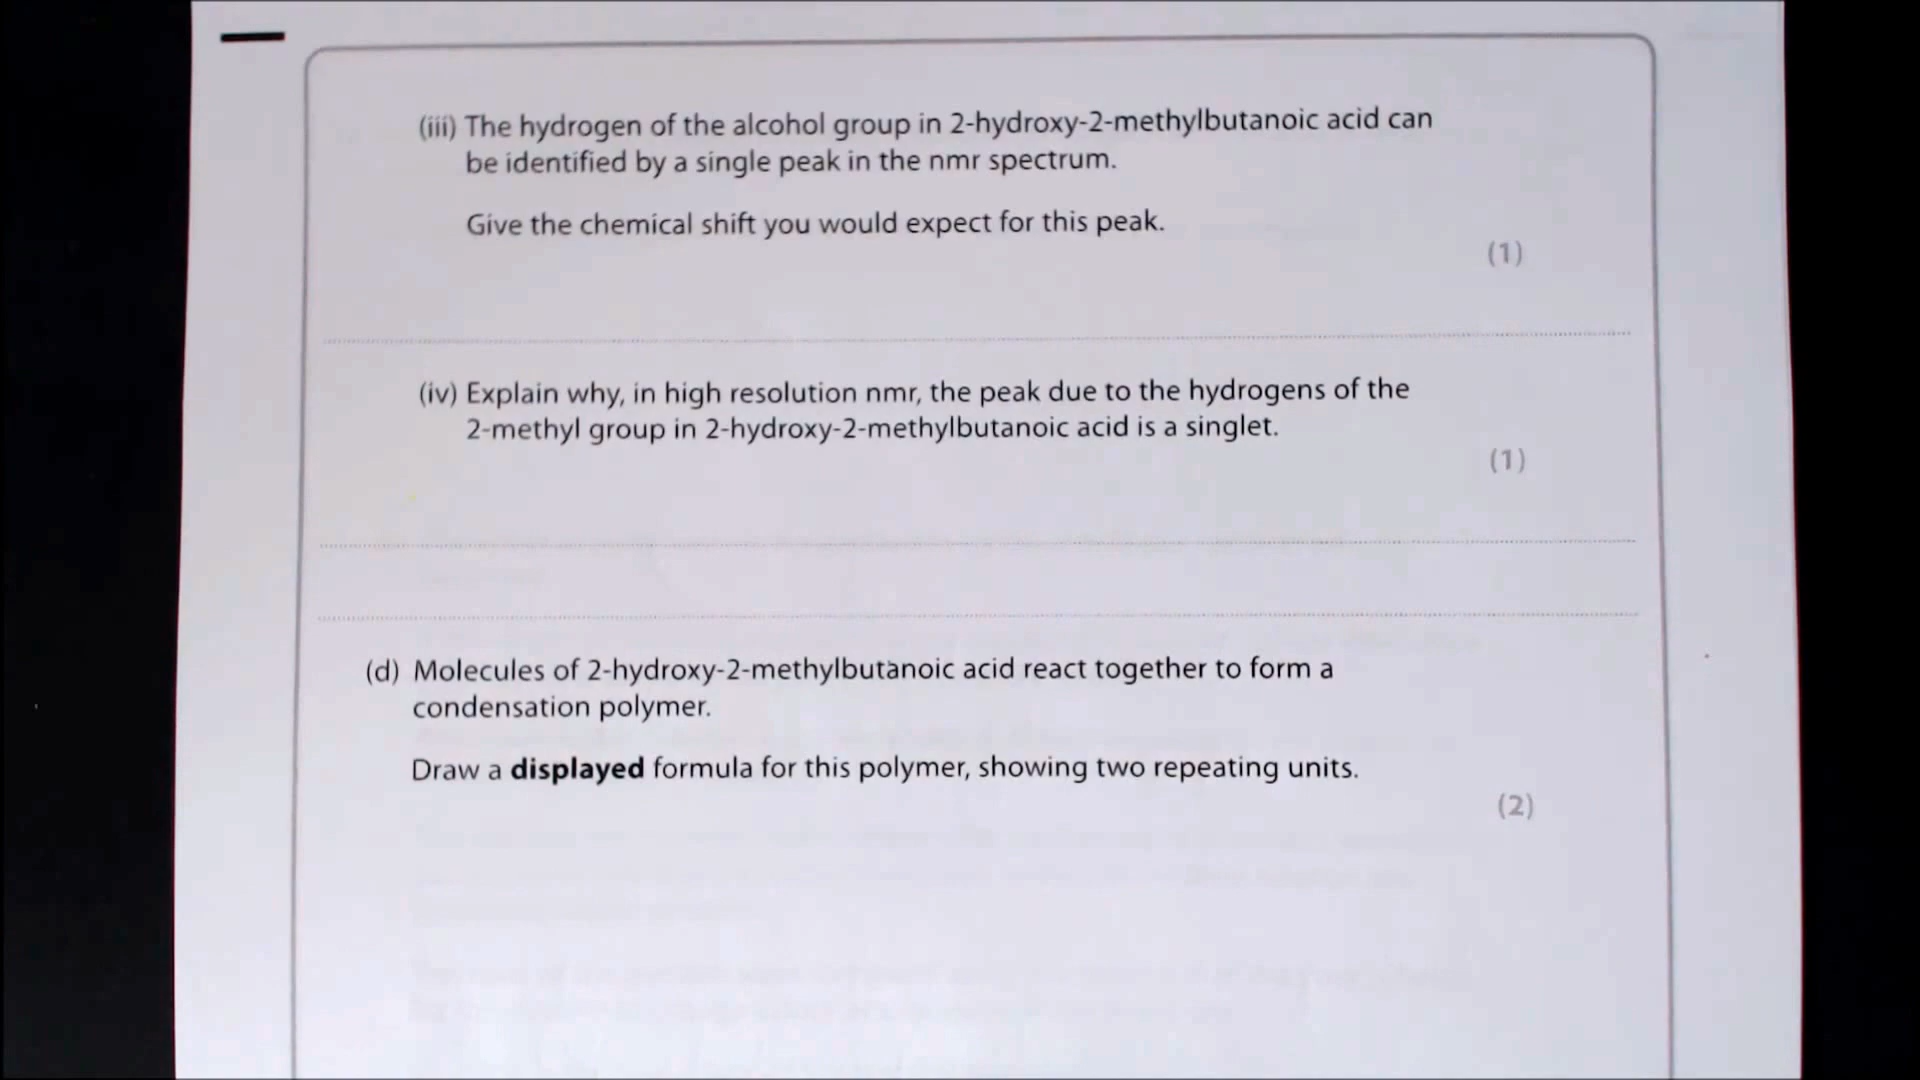 (iii) The hydrogen of the alcohol group in 2-hydroxy-2-methylbutanoic acid can
be identified by a single peak in the nmr spectrum.
Give the chemical shift you would expect for this peak.
(1)
(iv) Explain why, in high resolution nmr, the peak due to the hydrogens of the
2-methyl group in 2-hydroxy-2-methylbutanoic acid is a singlet.
(1)
(d) Molecules of 2-hydroxy-2-methylbutanoic acid react together to form a
condensation polymer.
Draw a displayed formula for this polymer, showing two repeating units.
(2)